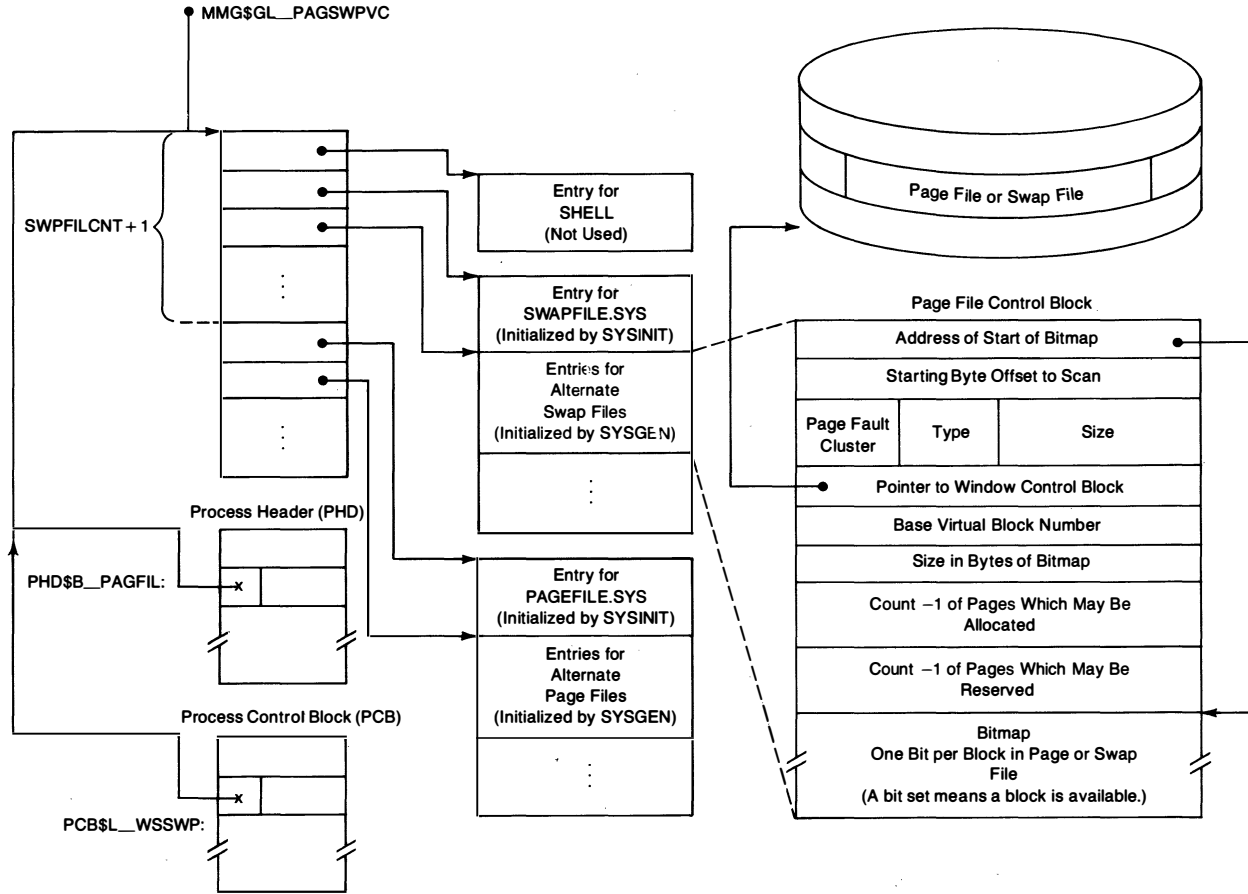 MMG$GL__PAGSWPVC
SWPFILCNT + 1
Entry for
SHELL
(Not Used)
Entry for
SWAPFILE.SYS
(Initialized by SYSINIT)
Entries for
Alternate
Swap Files
(Initialized by SYSGEN)
Process Header (PHD)
PHD$B__PAGFIL:
x
Entry for
PAGEFILE.SYS
(Initialized by SYSINIT)
Entries for
Alternate
Page Files
(Initialized by SYSGEN)
Process Control Block (PCB)
x
PCB$L__WSSWP:
Page File or Swap File
Page File Control Block
Address of Start of Bitmap
Starting Byte Offset to Scan
Page Fault
Cluster
Type
Size
Pointer to Window Control Block
Base Virtual Block Number
Size in Bytes of Bitmap
Count −1 of Pages Which May Be
Allocated
Count −1 of Pages Which May Be
Reserved
Bitmap
One Bit per Block in Page or Swap
File
(A bit set means a block is available.)